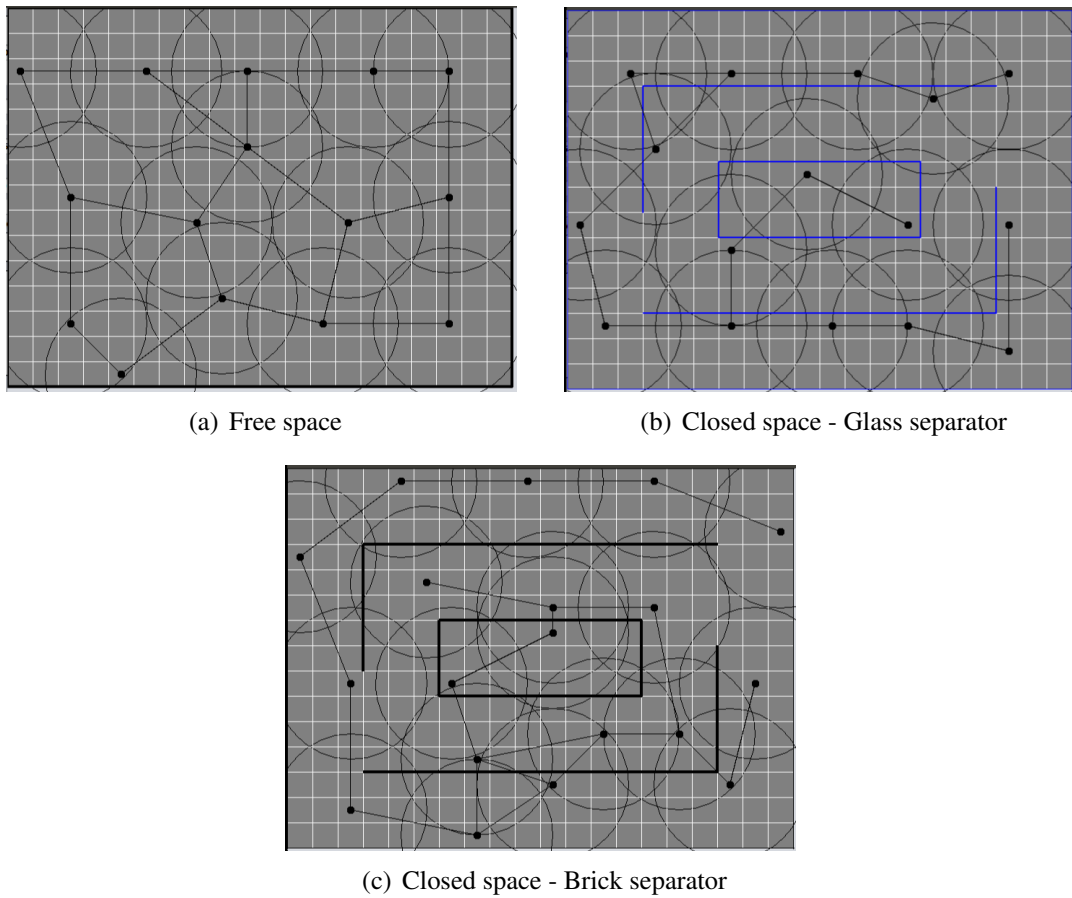 (a) Free space
(b) Closed space - Glass separator
(c) Closed space - Brick separator